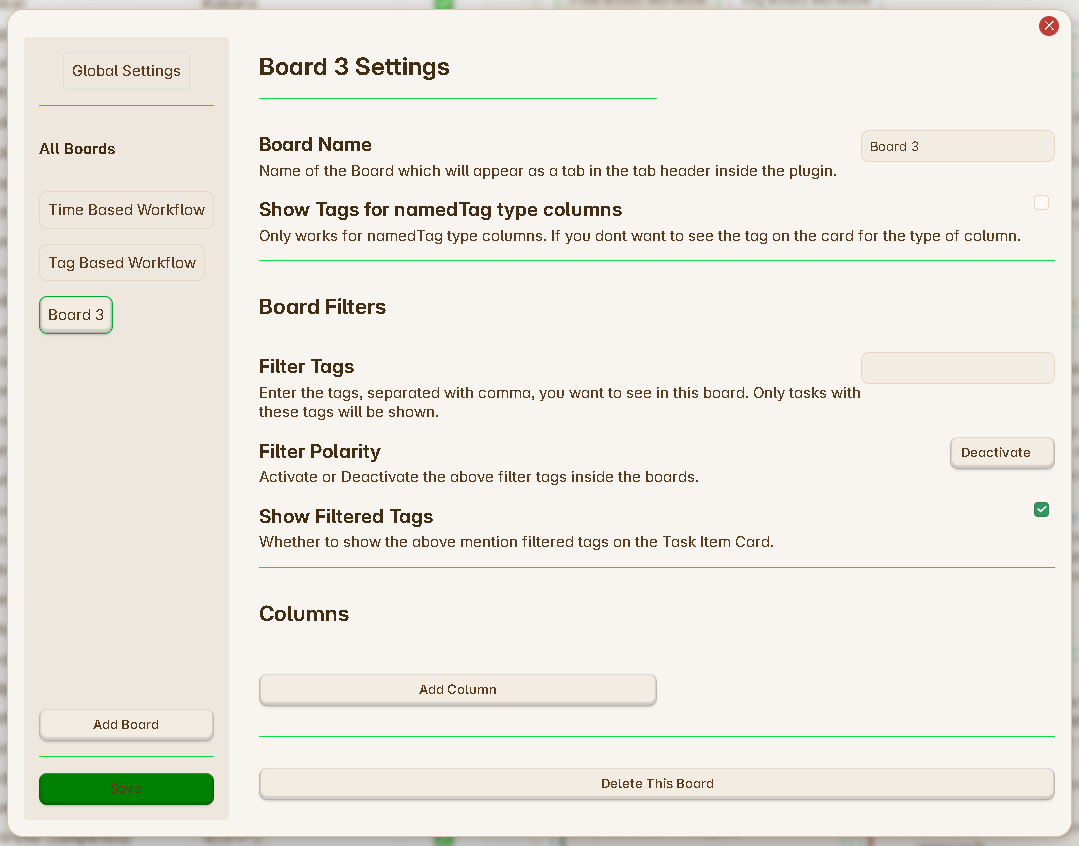 Global Settings
All Boards
Time Based Workflow
Tag Based Workflow
Board 3
Add Board
Save
Board 3 Settings
Board Name
Board 3
Name of the Board which will appear as a tab in the tab header inside the plugin.
Show Tags for namedTag type columns
Only works for namedTag type columns. If you dont want to see the tag on the card for the type of column.
Board Filters
Filter Tags
Enter the tags, separated with comma, you want to see in this board. Only tasks with
these tags will be shown.
Filter Polarity
Deactivate
Activate or Deactivate the above filter tags inside the boards.
Show Filtered Tags
Whether to show the above mention filtered tags on the Task Item Card.
Columns
Add Column
Delete This Board